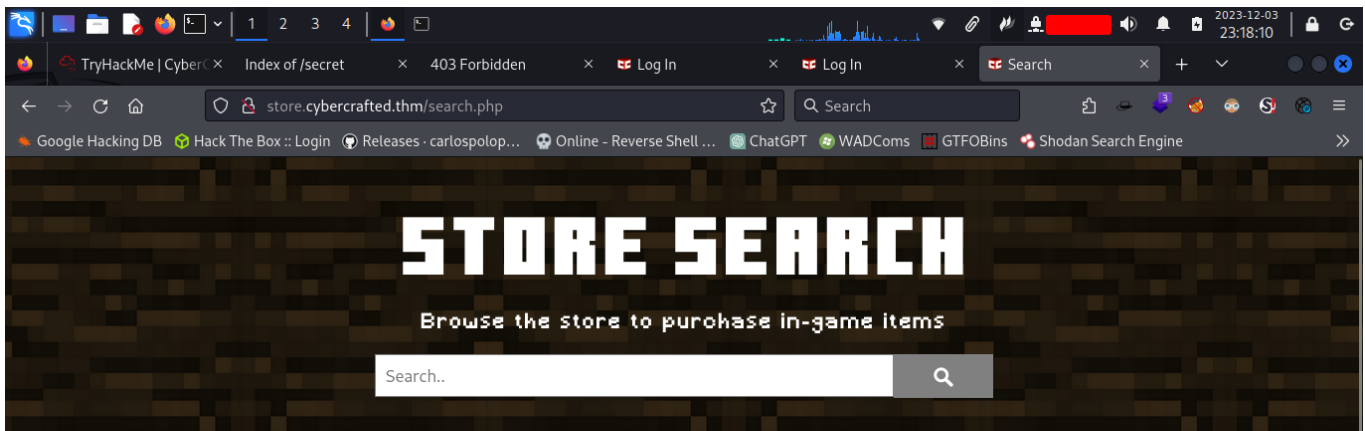 1 2 3 4
2023-12-03
23:18:10
TryHackMe | CyberC
Index of /secret
403 Forbidden
Log In
Log In
Search
store.cybercrafted.thm/search.php
Search
3
Google Hacking DB
Hack The Box :: Login
Releases · carlospolop...
Online - Reverse Shell ...
ChatGPT
WADComs
GTFOBins
Shodan Search Engine
STORE SEARCH
Browse the store to purchase in-game items
Search..